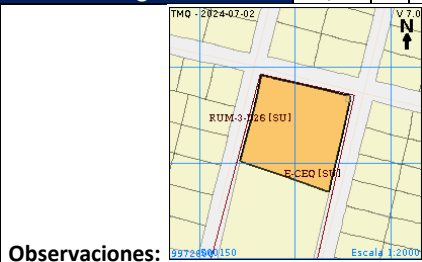 TMQ - 2024-07-02
V 7.0
N
RUM-3-D26 [SU]
E-CEQ [SU]
Escala 1:2000
Observaciones: